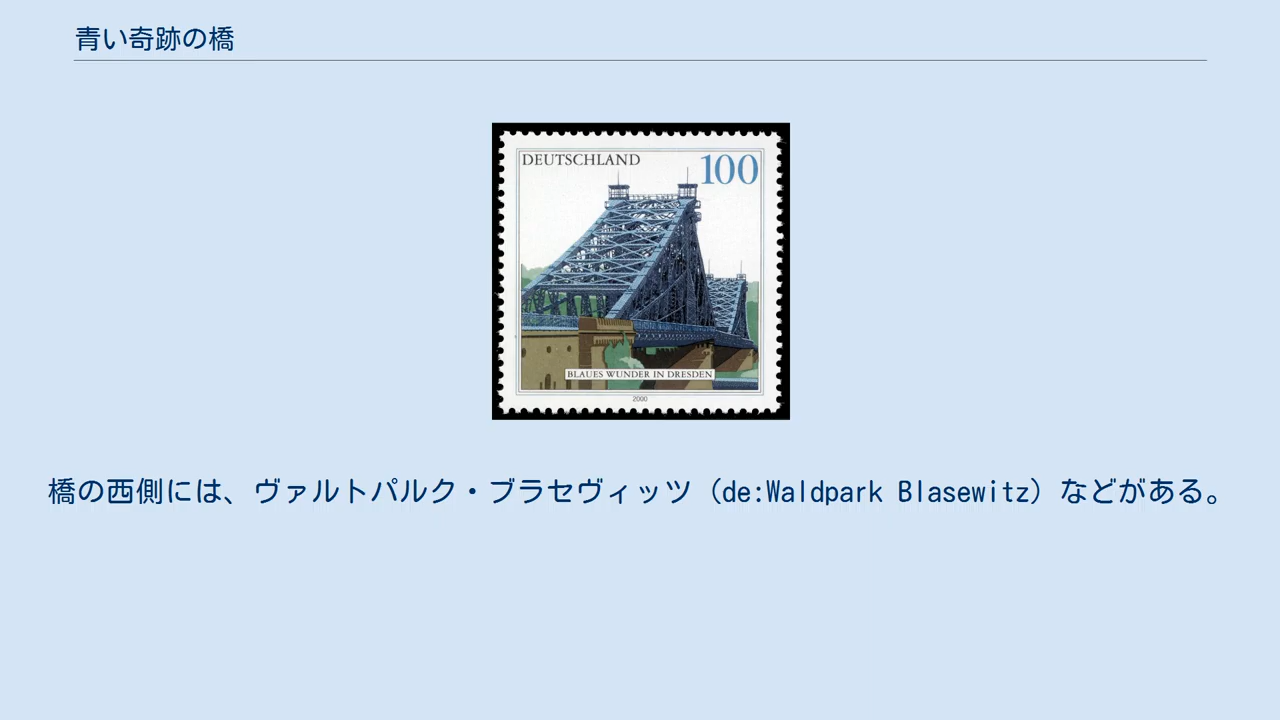 青い奇跡の橋
DEUTSCHLAND
100
BLAUES WUNDER IN DRESDEN
2000
橋の西側には、ヴァルトパルク・ブラセヴィッツ（de:Waldpark Blasewitz）などがある。